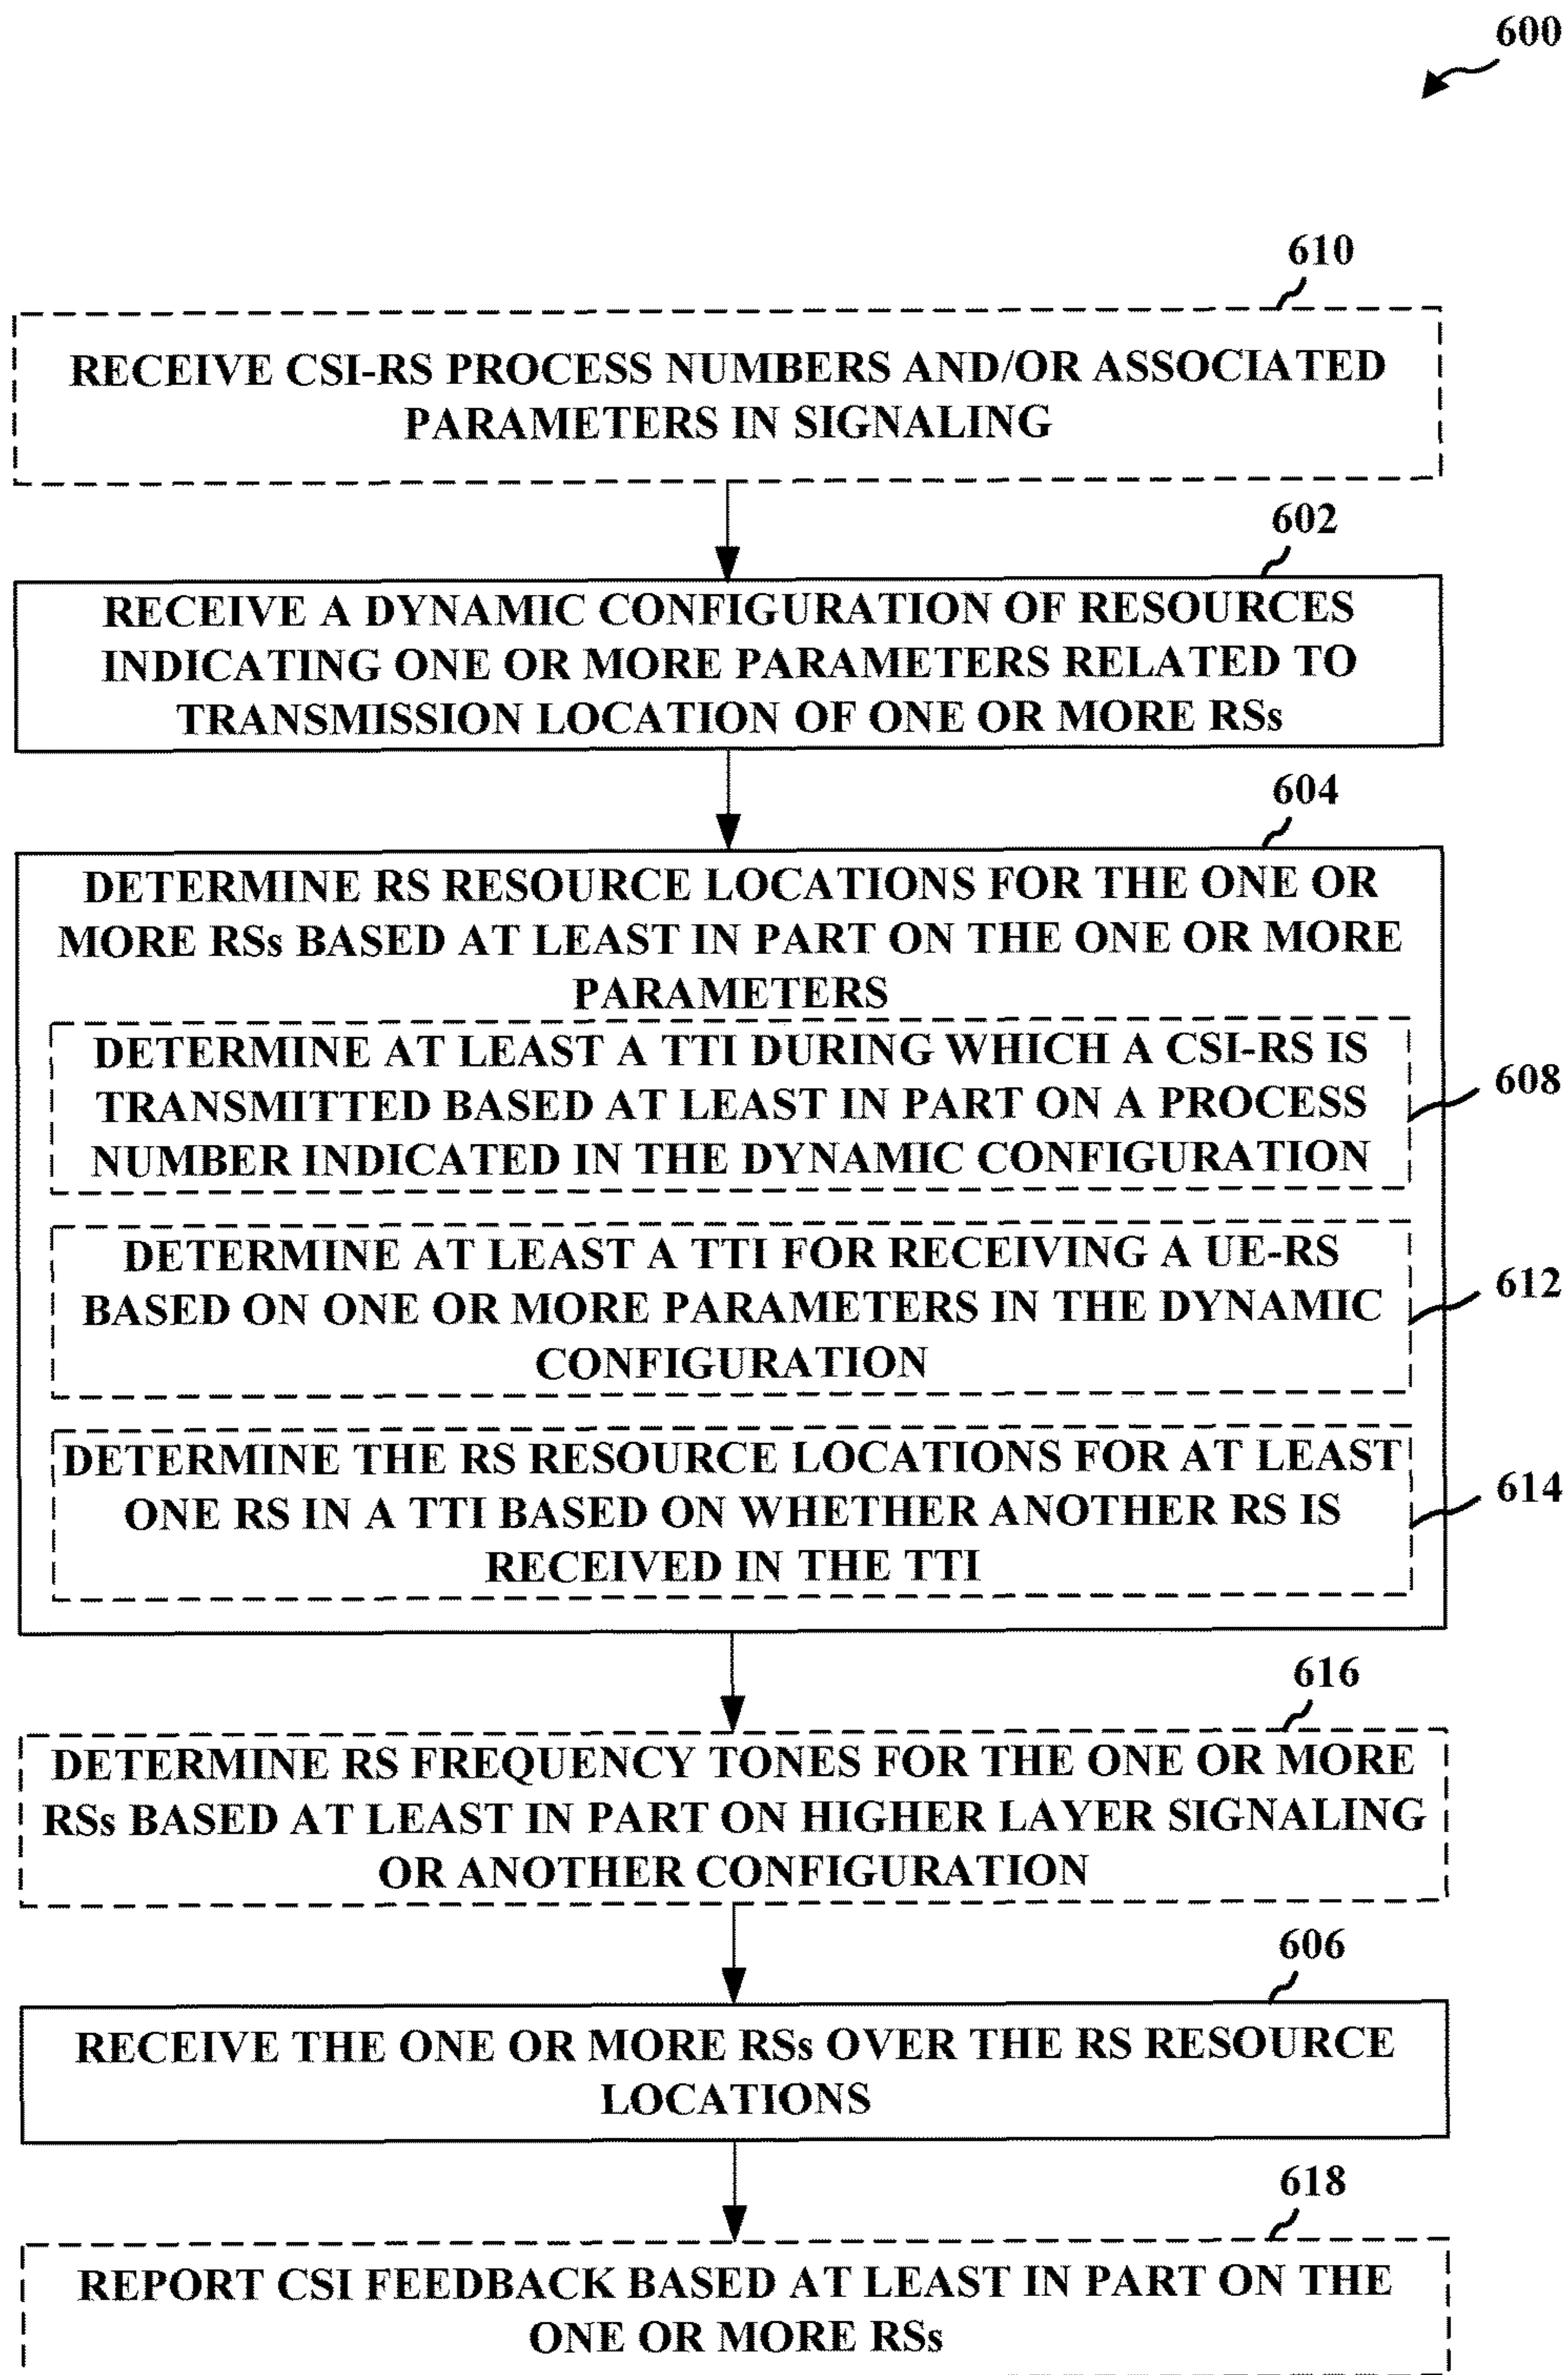 600
610
RECEIVE CSI-RS PROCESS NUMBERS AND/OR ASSOCIATED
PARAMETERS IN SIGNALING
602
RECEIVE A DYNAMIC CONFIGURATION OF RESOURCES
INDICATING ONE OR MORE PARAMETERS RELATED TO
TRANSMISSION LOCATION OF ONE OR MORE RSs
604
DETERMINE RS RESOURCE LOCATIONS FOR THE ONE OR
MORE RSs BASED AT LEAST IN PART ON THE ONE OR MORE
PARAMETERS
DETERMINE AT LEAST A TTI DURING WHICH A CSI-RS IS
TRANSMITTED BASED AT LEAST IN PART ON A PROCESS
NUMBER INDICATED IN THE DYNAMIC CONFIGURATION
608
DETERMINE AT LEAST A TTI FOR RECEIVING A UE-RS
BASED ON ONE OR MORE PARAMETERS IN THE DYNAMIC
CONFIGURATION
612
DETERMINE THE RS RESOURCE LOCATIONS FOR AT LEAST
ONE RS IN A TTI BASED ON WHETHER ANOTHER RS IS
RECEIVED IN THE TTI
614
616
DETERMINE RS FREQUENCY TONES FOR THE ONE OR MORE
RSs BASED AT LEAST IN PART ON HIGHER LAYER SIGNALING
OR ANOTHER CONFIGURATION
606
RECEIVE THE ONE OR MORE RSs OVER THE RS RESOURCE
LOCATIONS
618
REPORT CSI FEEDBACK BASED AT LEAST IN PART ON THE
ONE OR MORE RSs